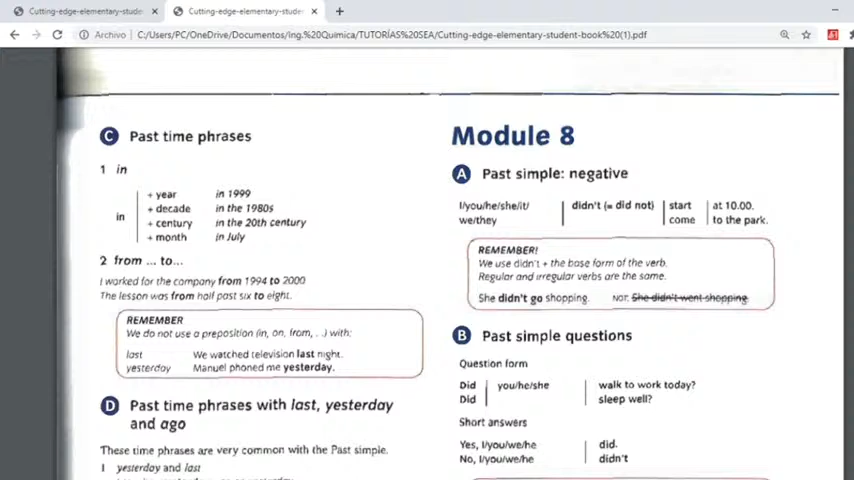 Cutting-edge-elementary-stude
Cutting-edge-elementary-stude
Archivo | C:/Users/PC/OneDrive/Documentos/Ing.%20Quimica/TUTORÍAS%20SEA/Cutting-edge-elementary-student-book%20(1).pdf
C Past time phrases
1 in
in
+ year in 1999
+ decade in the 1980s
+ century in the 20th century
+ month in July
2 from ... to...
I worked for the company from 1994 to 2000
The lesson was from half past six to eight.
REMEMBER
We do not use a preposition (in, on, from, ...) with:
last We watched television last night.
yesterday Manuel phoned me yesterday.
D Past time phrases with last, yesterday
and ago
These time phrases are very common with the Past simple.
1 yesterday and last
Module 8
A Past simple: negative
I/you/he/she/it/ didn't (= did not) start at 10.00.
we/they come to the park.
REMEMBER!
We use didn't + the base form of the verb.
Regular and irregular verbs are the same.
She didn't go shopping. NOT: She didn't went shopping.
B Past simple questions
Question form
Did you/he/she walk to work today?
Did sleep well?
Short answers
Yes, I/you/we/he did.
No, I/you/we/he didn't